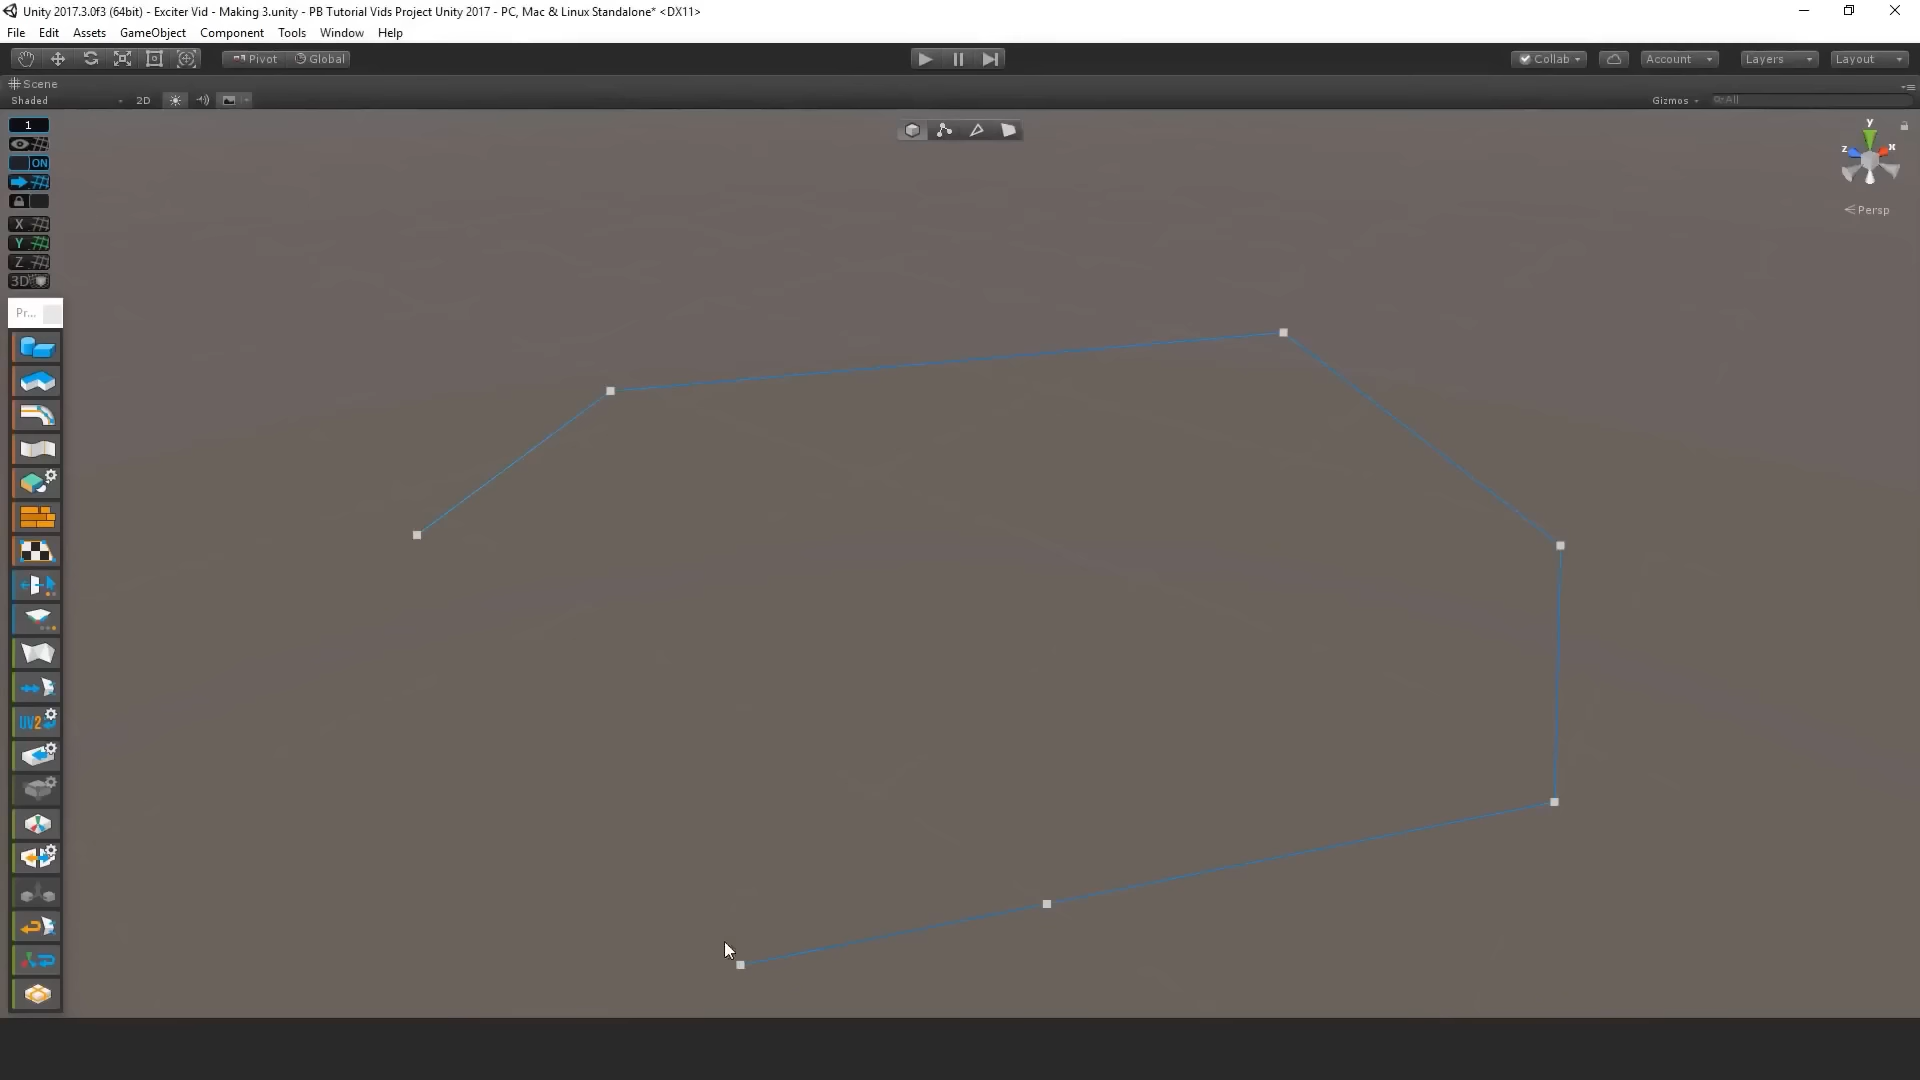 Unity 2017.3.0f3 (64bit) - Exciter Vid - Making 3.unity - PB Tutorial Vids Project Unity 2017 - PC, Mac & Linux Standalone* <DX11>
File Edit Assets GameObject Component Tools Window Help
Pivot Global Collab Account Layers Layout
Scene
Shaded 2D Gizmos All
1
ON
X
Y
Z
3D
y
z x
Persp
Pr...
UV2